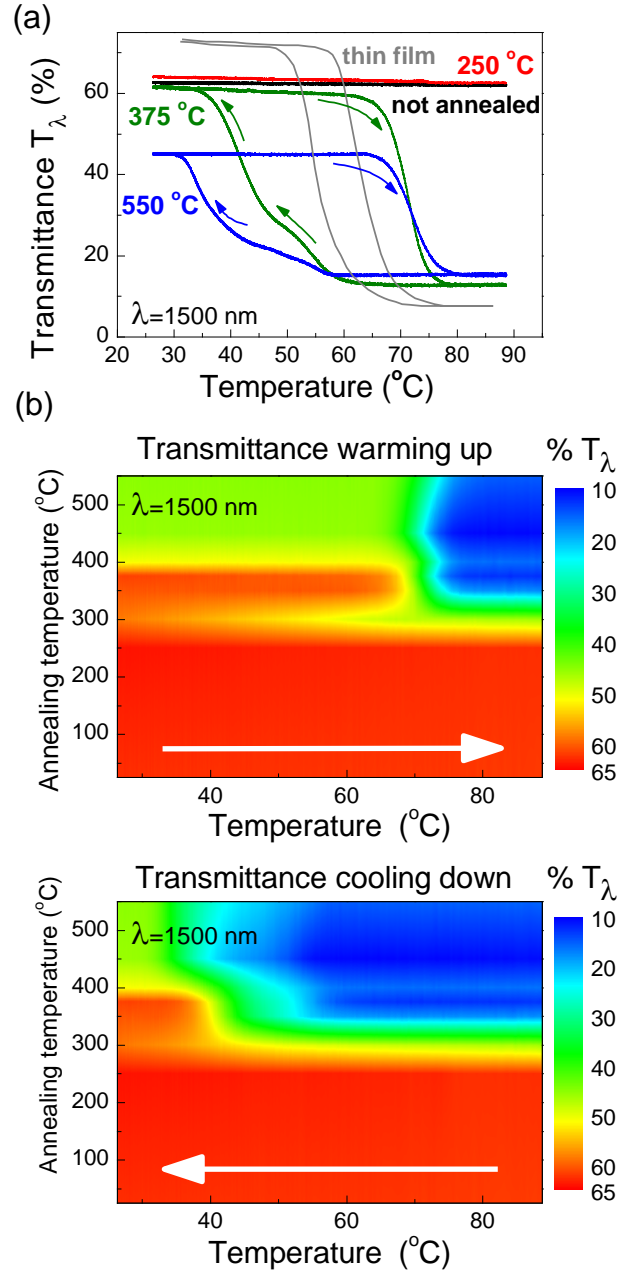 (a)
thin film
250 °C
not annealed
375 °C
550 °C
λ=1500 nm
Transmittance Tλ (%)
60
40
20
0
20 30 40 50 60 70 80 90
Temperature (°C)
(b)
Transmittance warming up
% Tλ
λ=1500 nm
Annealing temperature (°C)
500
400
300
200
100
40 60 80
Temperature (°C)
10
20
30
40
50
60
65
Transmittance cooling down
% Tλ
λ=1500 nm
Annealing temperature (°C)
500
400
300
200
100
40 60 80
Temperature (°C)
10
20
30
40
50
60
65